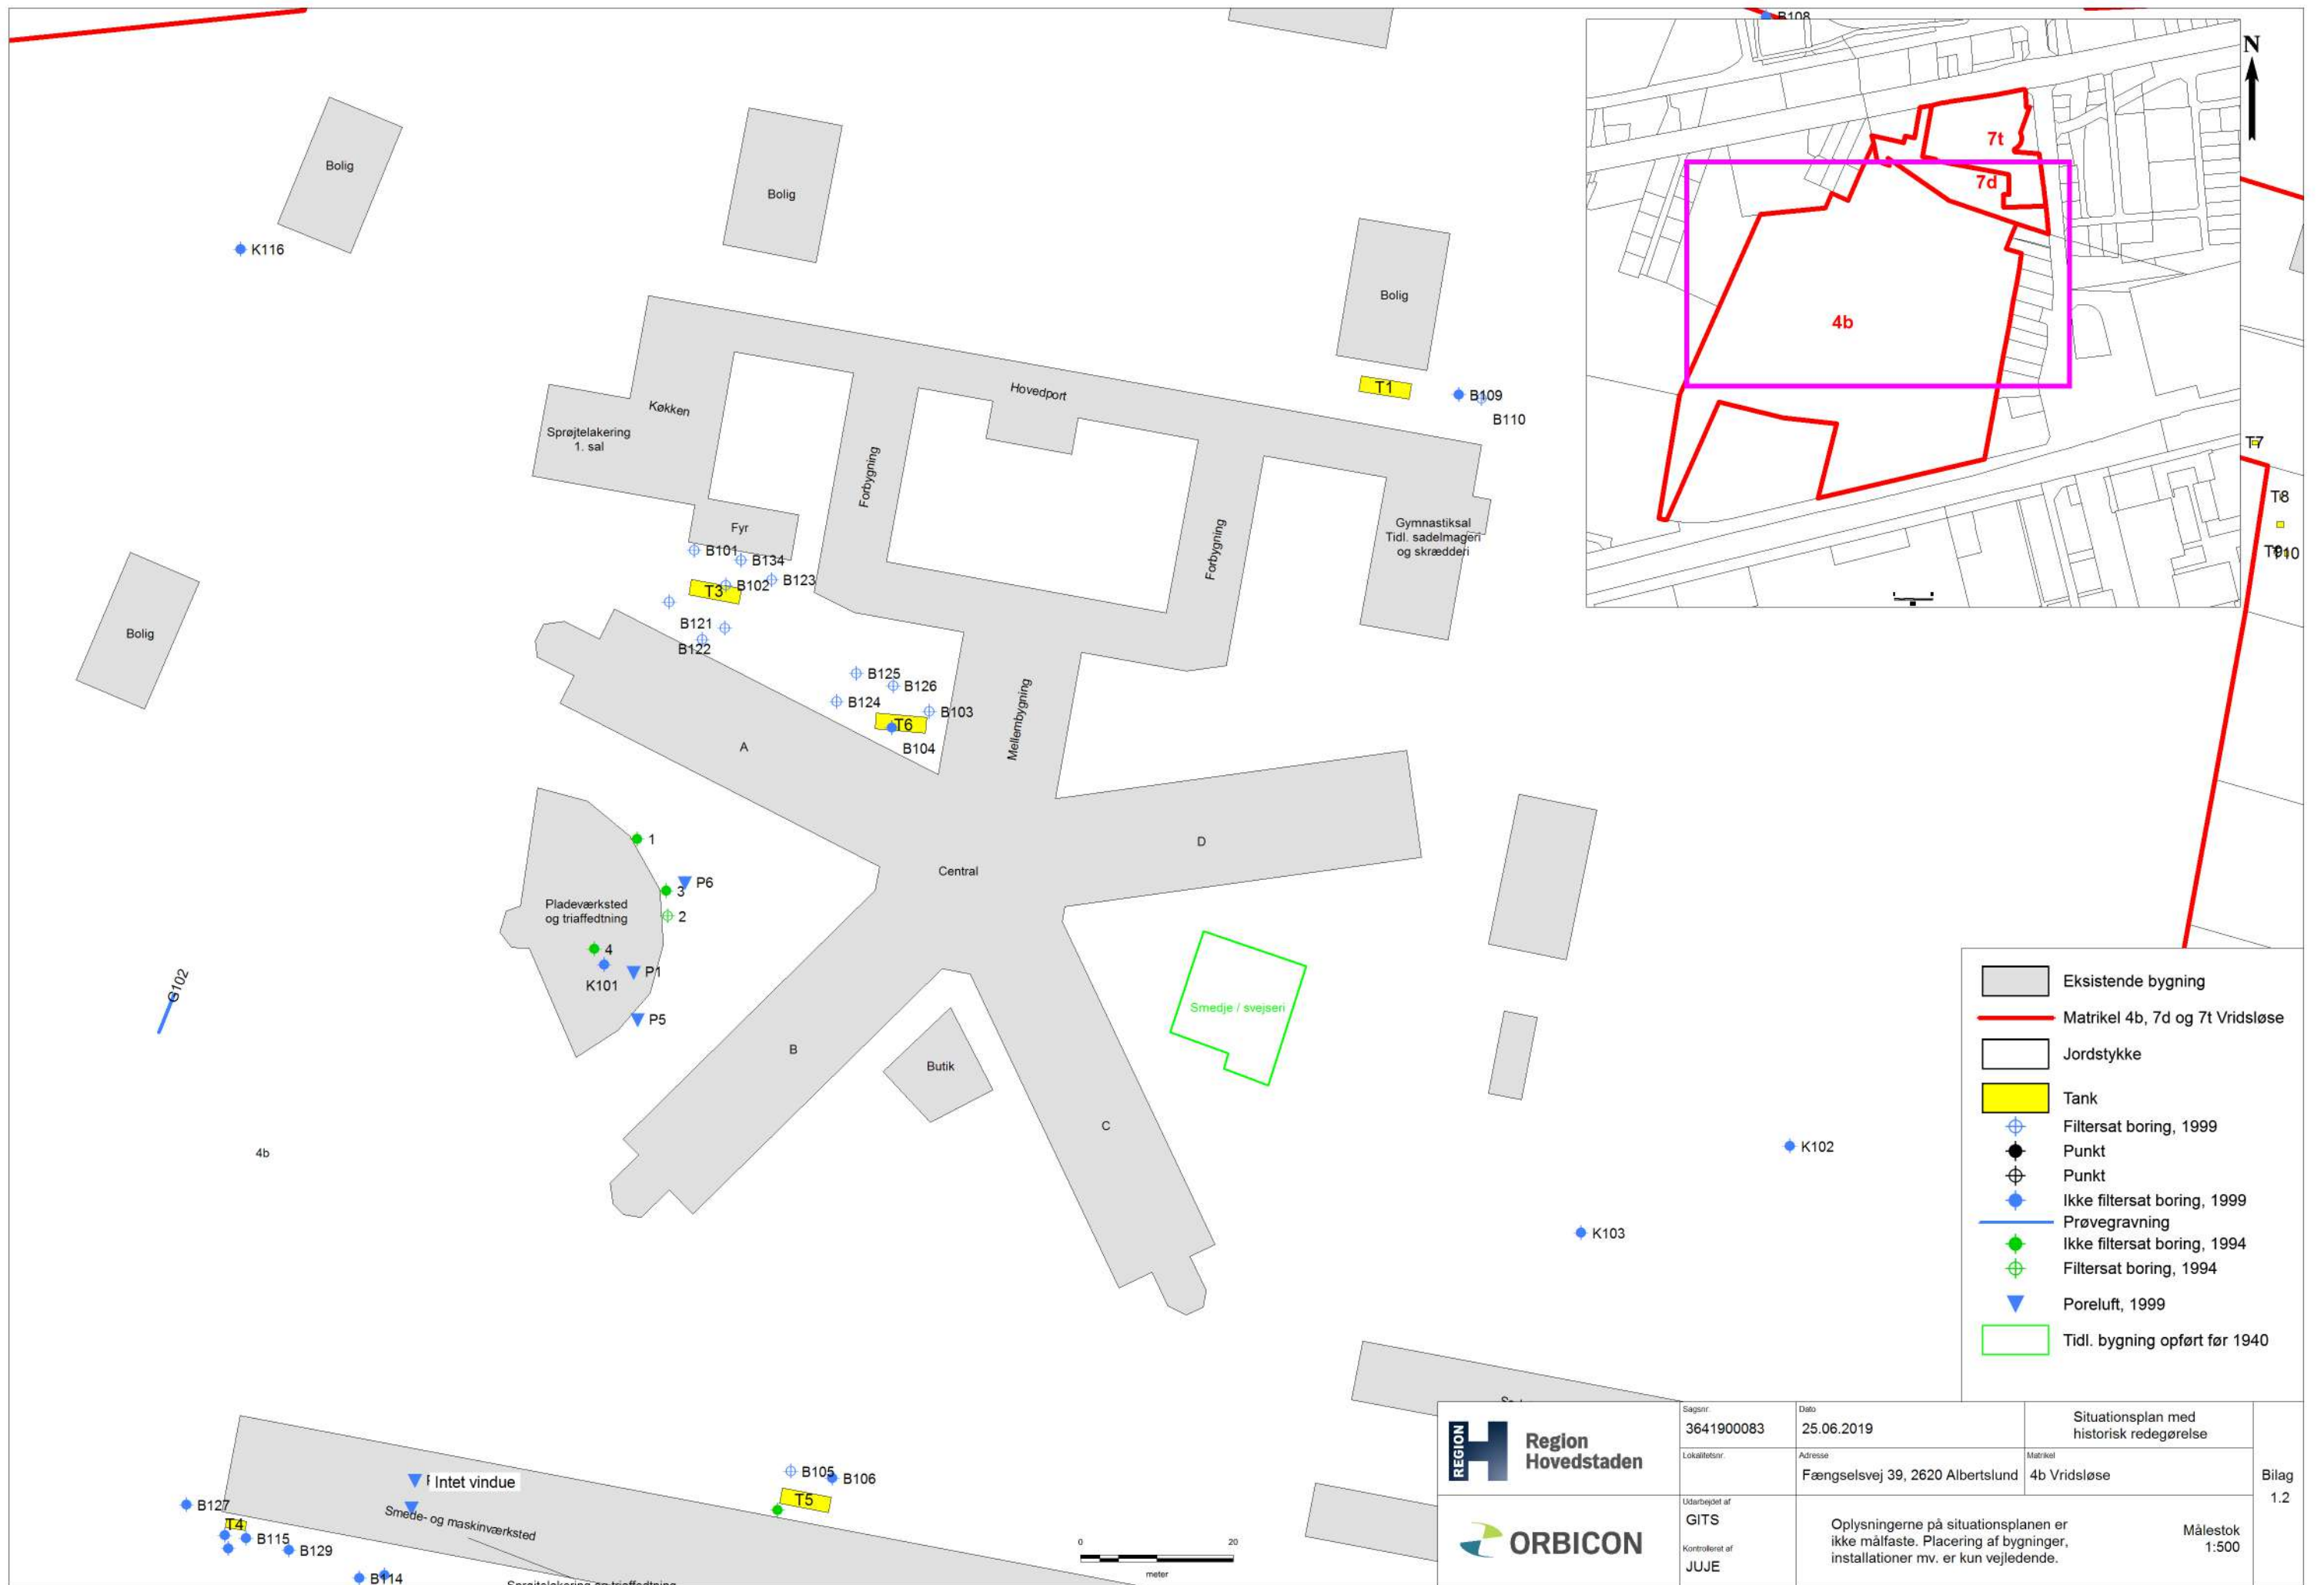 B108
N
7t
7d
4b
Bolig
Bolig
K116
Bolig
Hovedport
T1
B109
B110
Køkken
Sprøjtelakering
1. sal
Forbygning
T7
T8
Fyr
Forbygning
Gymnastiksal
Tidl. sadelmageri
og skrædderi
B101
B134
B123
B102
T3
Bolig
B121
B122
B125
B126
B124
B103
T6
B104
Mellembygning
A
1
D
Central
P6
3
Pladeværksted
og triaffedtning
2
4
P1
K101
G102
P5
Smedje / svejseri
B
Butik
C
4b
K102
K103
Eksistende bygning
Matrikel 4b, 7d og 7t Vridsløse
Jordstykke
Tank
Filtersat boring, 1999
Punkt
Punkt
Ikke filtersat boring, 1999
Prøvegravning
Ikke filtersat boring, 1994
Filtersat boring, 1994
Poreluft, 1999
Tidl. bygning opført før 1940
Intet vindue
B127
T4
B115
B129
B114
Smede- og maskinværksted
B105
B106
T5
0 20
meter
REGION H
Region
Hovedstaden
Sagsnr.
3641900083
Dato
25.06.2019
Situationsplan med
historisk redegørelse
Lokalitetsnr.
Adresse
Fængselsvej 39, 2620 Albertslund
Matrikel
4b Vridsløse
Bilag
1.2
ORBICON
Udarbejdet af
GITS
Kontrolleret af
JUJE
Oplysningerne på situationsplanen er
ikke målfaste. Placering af bygninger,
installationer mv. er kun vejledende.
Målestok
1:500